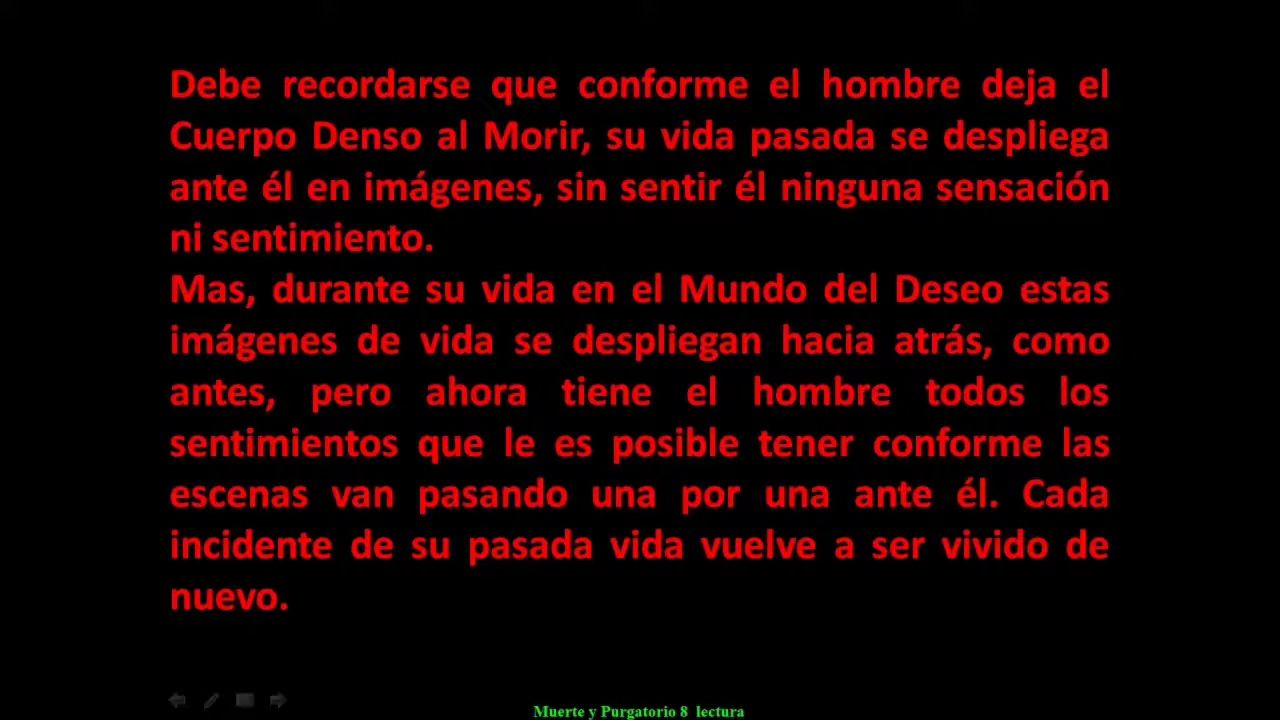 Debe recordarse que conforme el hombre deja el
Cuerpo Denso al Morir, su vida pasada se despliega
ante él en imágenes, sin sentir él ninguna sensación
ni sentimiento.
Mas, durante su vida en el Mundo del Deseo estas
imágenes de vida se despliegan hacia atrás, como
antes, pero ahora tiene el hombre todos los
sentimientos que le es posible tener conforme las
escenas van pasando una por una ante él. Cada
incidente de su pasada vida vuelve a ser vivido de
nuevo.
Muerte y Purgatorio 8 lectura